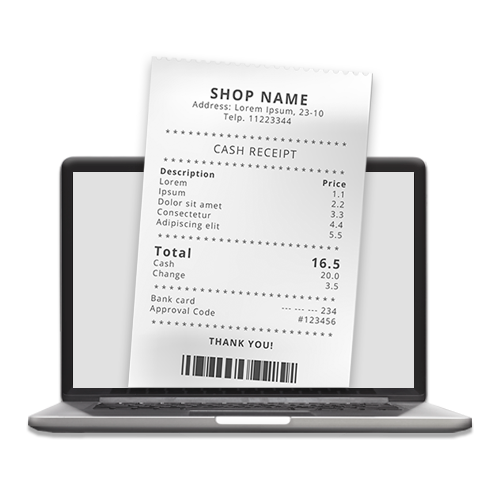 SHOP NAME
Address: Lorem Ipsum, 23-10
Telp. 11223344
********************************
CASH RECEIPT
********************************
Description Price
Lorem 1.1
Ipsum 2.2
Dolor sit amet 3.3
Consectetur 4.4
Adipiscing elit 5.5
********************************
Total 16.5
Cash 20.0
Change 3.5
********************************
Bank card --- --- --- 234
Approval Code #123456
********************************
THANK YOU!